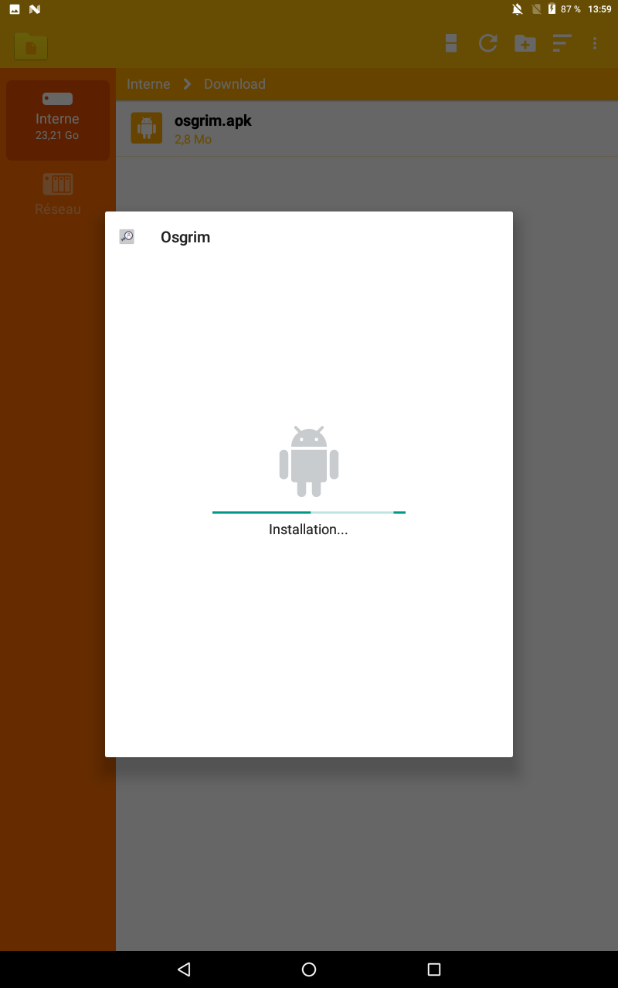 87 % 13:59
Interne Download
Interne
23,21 Go
osgrim.apk
2,8 Mo
Réseau
Osgrim
Installation...